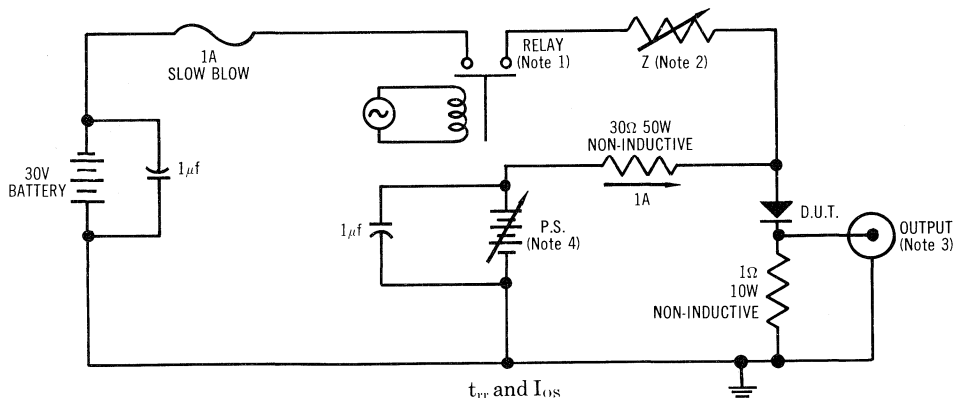 1A
SLOW BLOW
RELAY
(Note 1)
Z (Note 2)
30Ω 50W
NON-INDUCTIVE
1A
30V
BATTERY
1μf
1μf
P.S.
(Note 4)
D.U.T.
OUTPUT
(Note 3)
1Ω
10W
NON-INDUCTIVE
trr and IOS